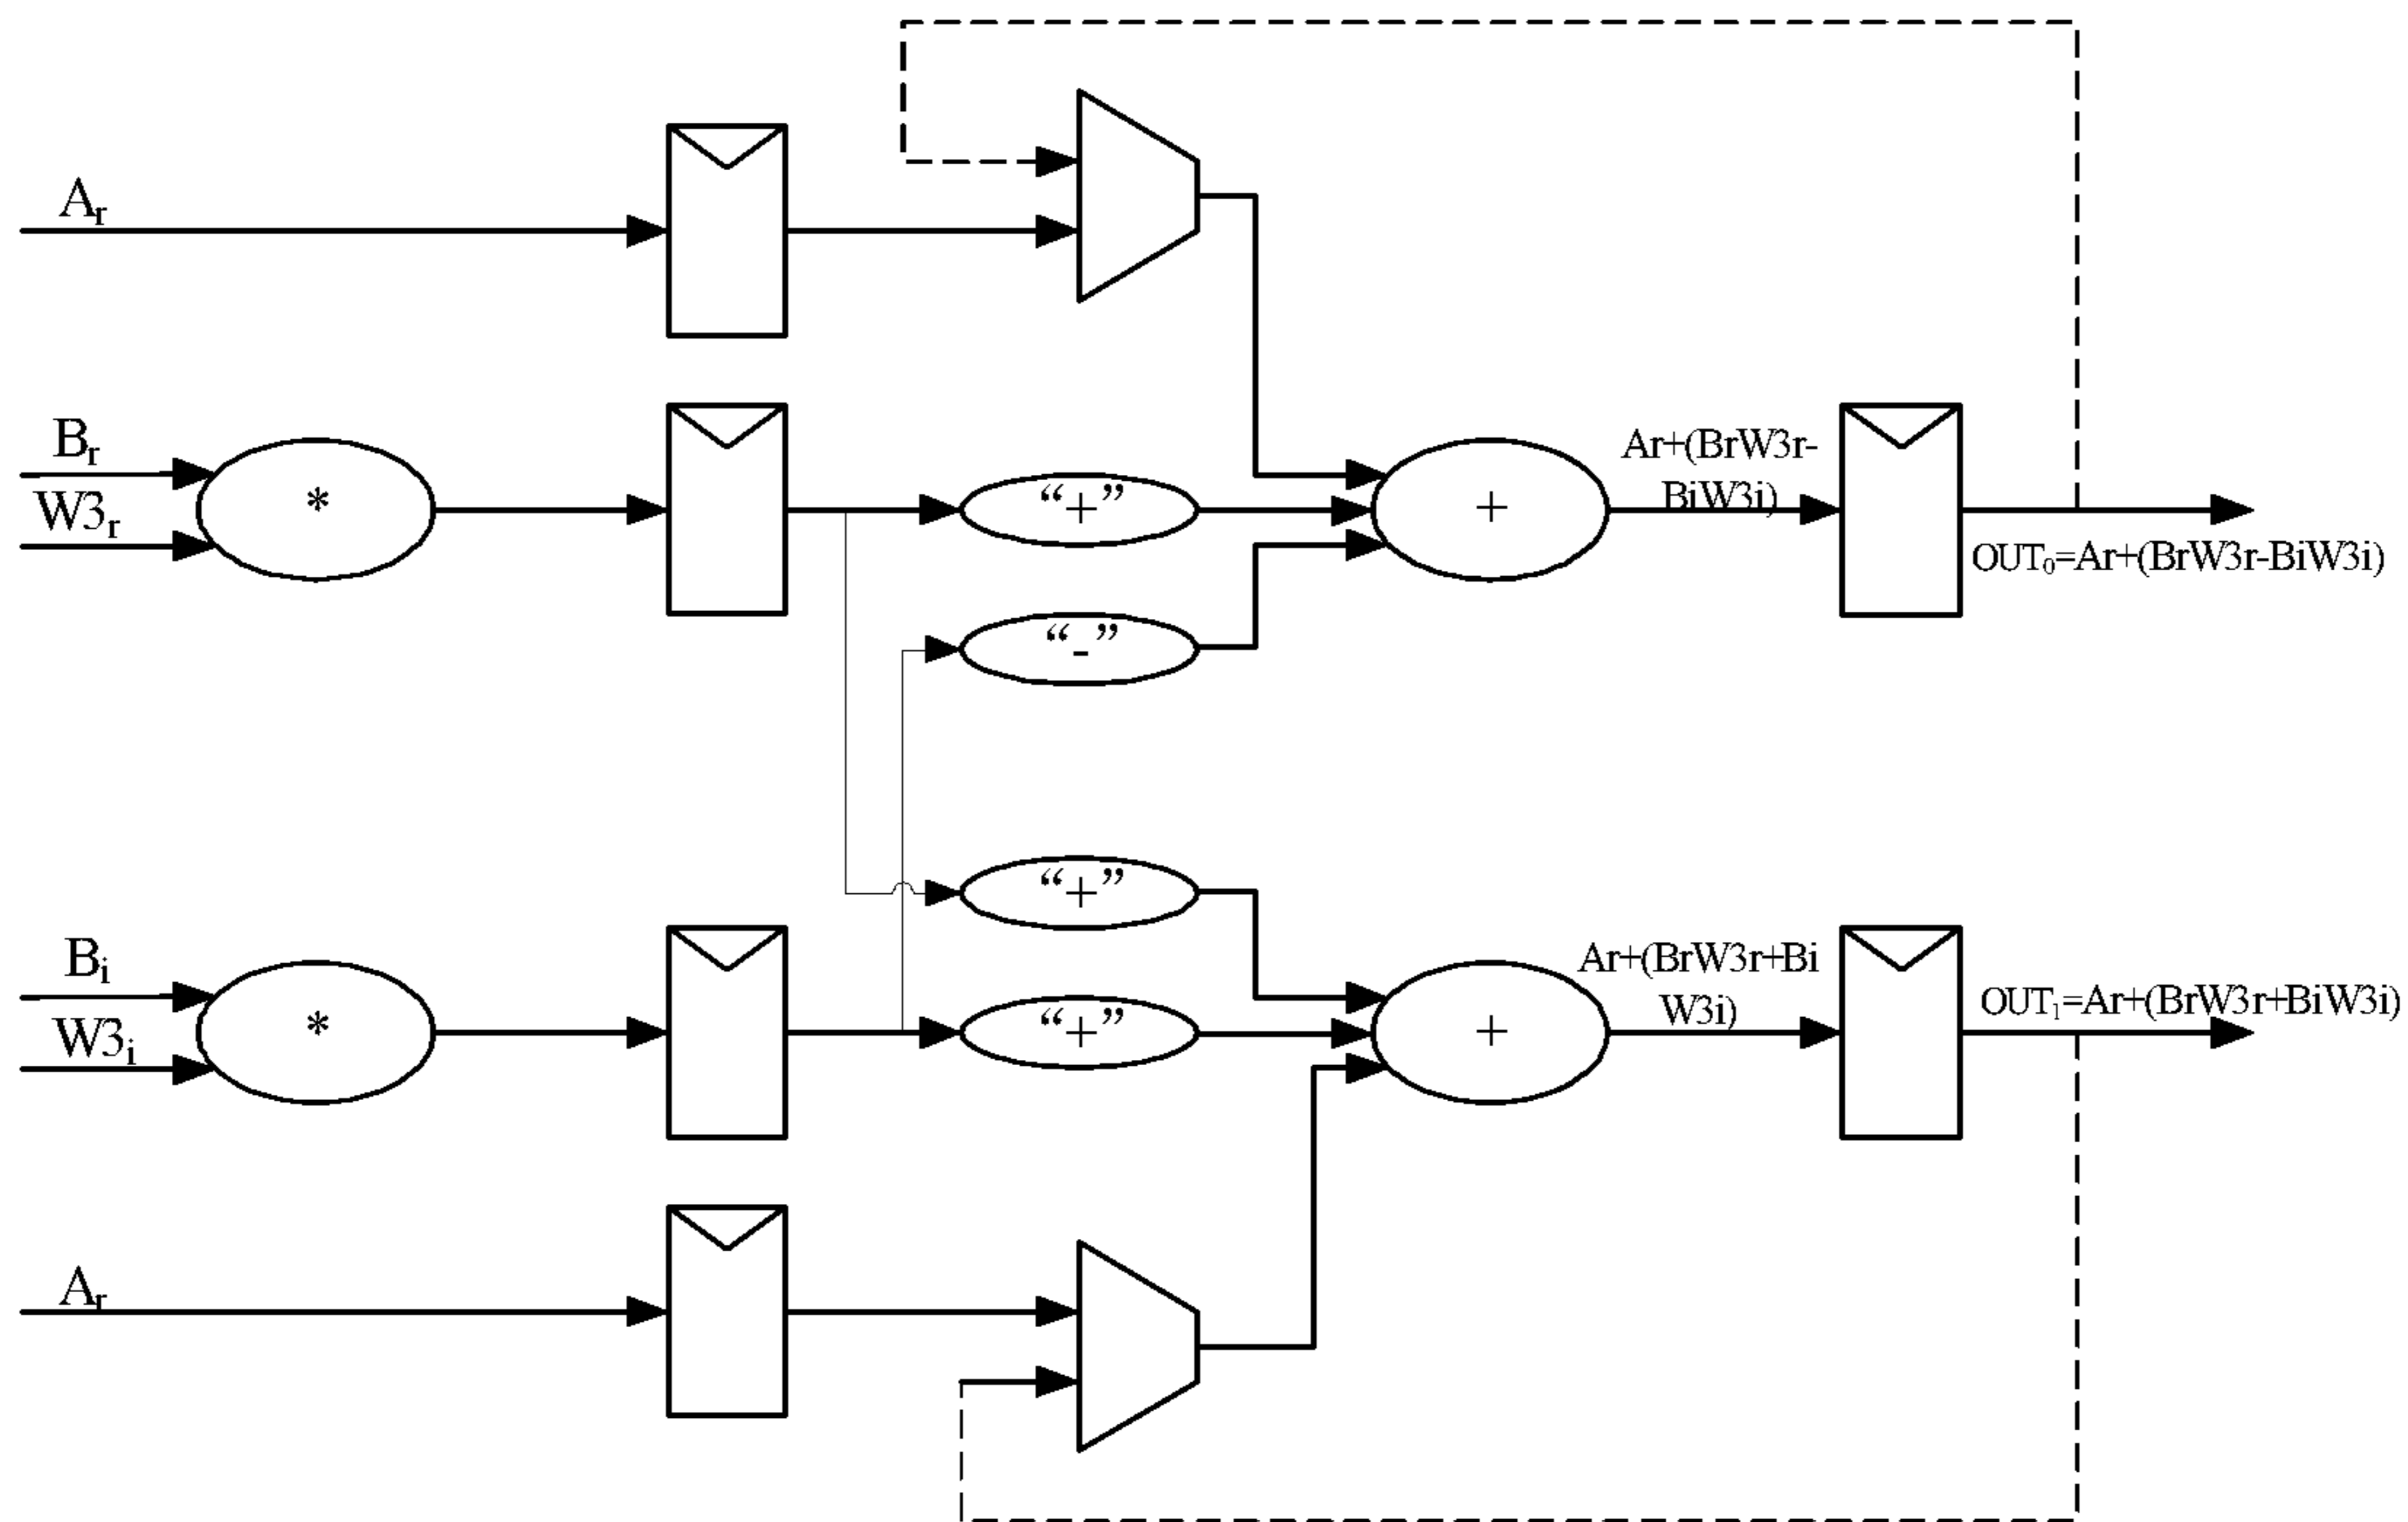 Ar
Br
W3r
*
“+”
“-”
+
Ar+(BrW3r-
BiW3i)
OUT0=Ar+(BrW3r-BiW3i)
Bi
W3i
*
“+”
“+”
+
Ar+(BrW3r+Bi
W3i)
OUT1=Ar+(BrW3r+BiW3i)
Ar